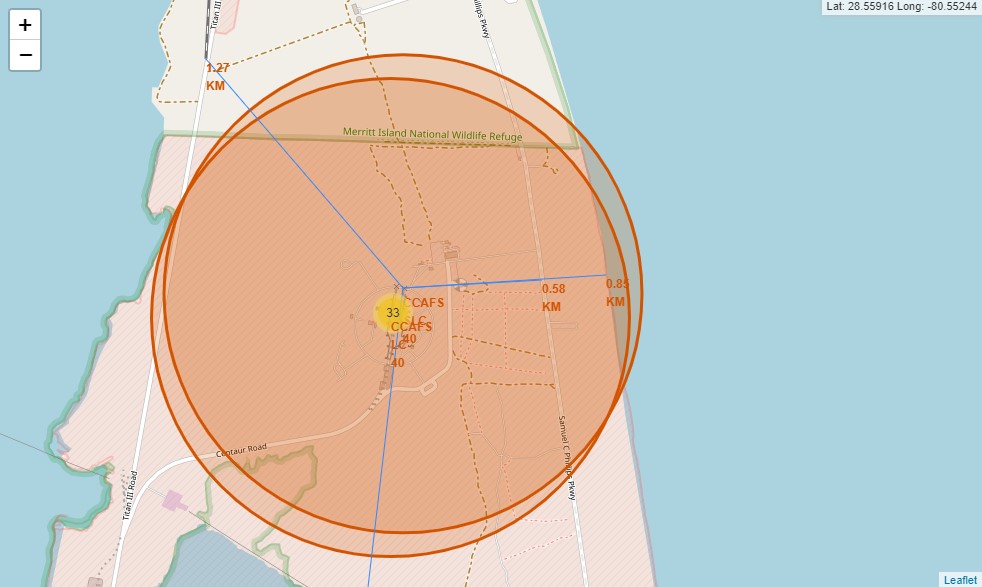 +
−
Lat: 28.55916 Long: -80.55244
Titan III
llips Pkwy
1.27
KM
Merritt Island National Wildlife Refuge
0.58
KM
0.85
KM
33
CCAFS
SLC
40
CCAFS
LC
40
Centaur Road
Titan III Road
Samuel C Phillips Pkwy
Leaflet